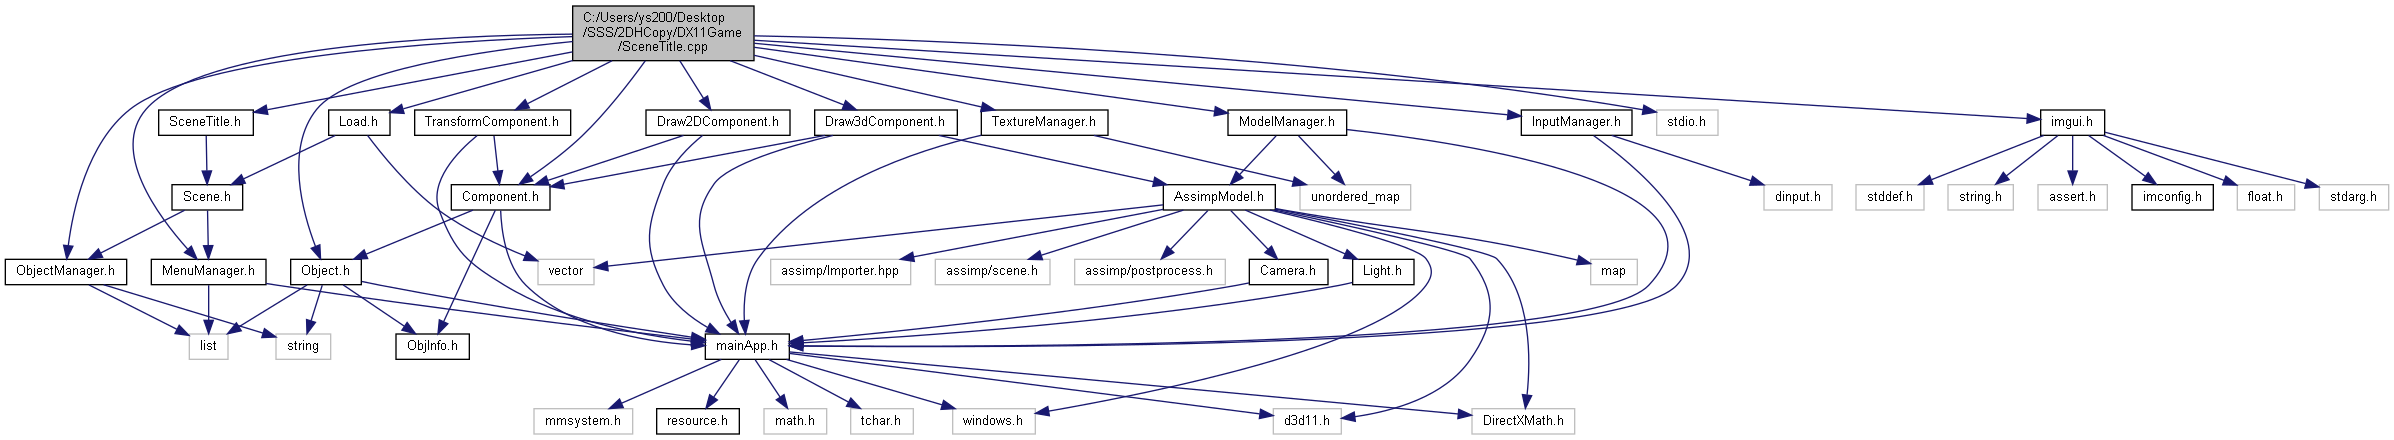 C:/Users/ys200/Desktop
/SSS/2DHCopy/DX11Game
/SceneTitle.cpp
SceneTitle.h
Load.h
TransformComponent.h
Draw2DComponent.h
Draw3dComponent.h
TextureManager.h
ModelManager.h
InputManager.h
stdio.h
imgui.h
Scene.h
Component.h
AssimpModel.h
unordered_map
dinput.h
stddef.h
string.h
assert.h
imconfig.h
float.h
stdarg.h
ObjectManager.h
MenuManager.h
Object.h
vector
assimp/Importer.hpp
assimp/scene.h
assimp/postprocess.h
Camera.h
Light.h
map
list
string
ObjInfo.h
mainApp.h
mmsystem.h
resource.h
math.h
tchar.h
windows.h
d3d11.h
DirectXMath.h